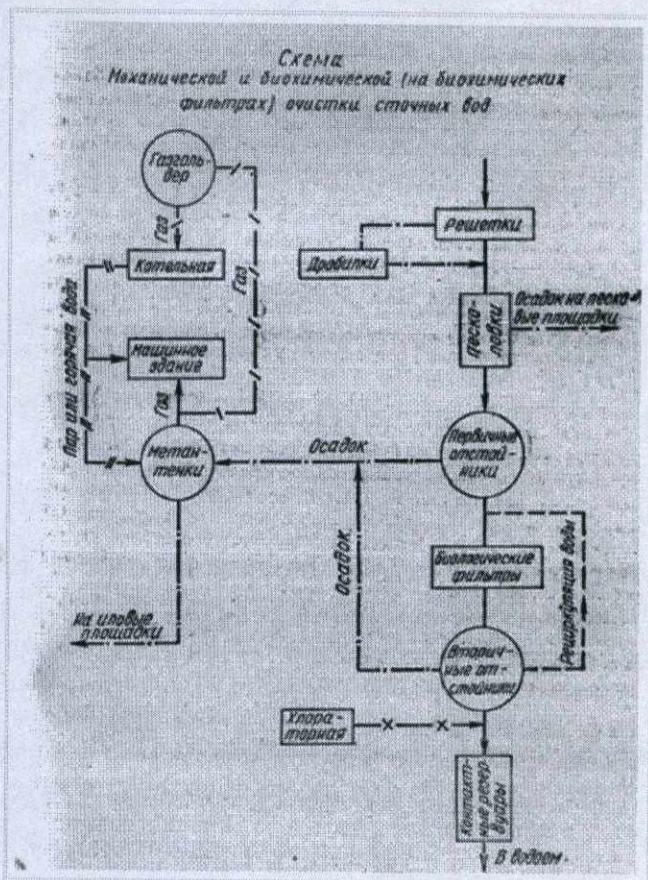 Схема
Механической и биохимической (на биохимических
фильтрах) очистки сточных вод
Газголь-
дер
Газ
Котельная
Газ
Пар или горячая вода
Машинное
здание
Газ
Метан-
тенки
На иловые
площадки
Решетки
Дробилки
Песко-
ловки
Осадок на песко-
вые площадки
Первичные
отстой-
ники
Осадок
Осадок
Биологические
фильтры
Рециркуляция воды
Вторич-
ные от-
стойники
Хлора-
торная
Контакт-
ные резер-
вуары
В водоем